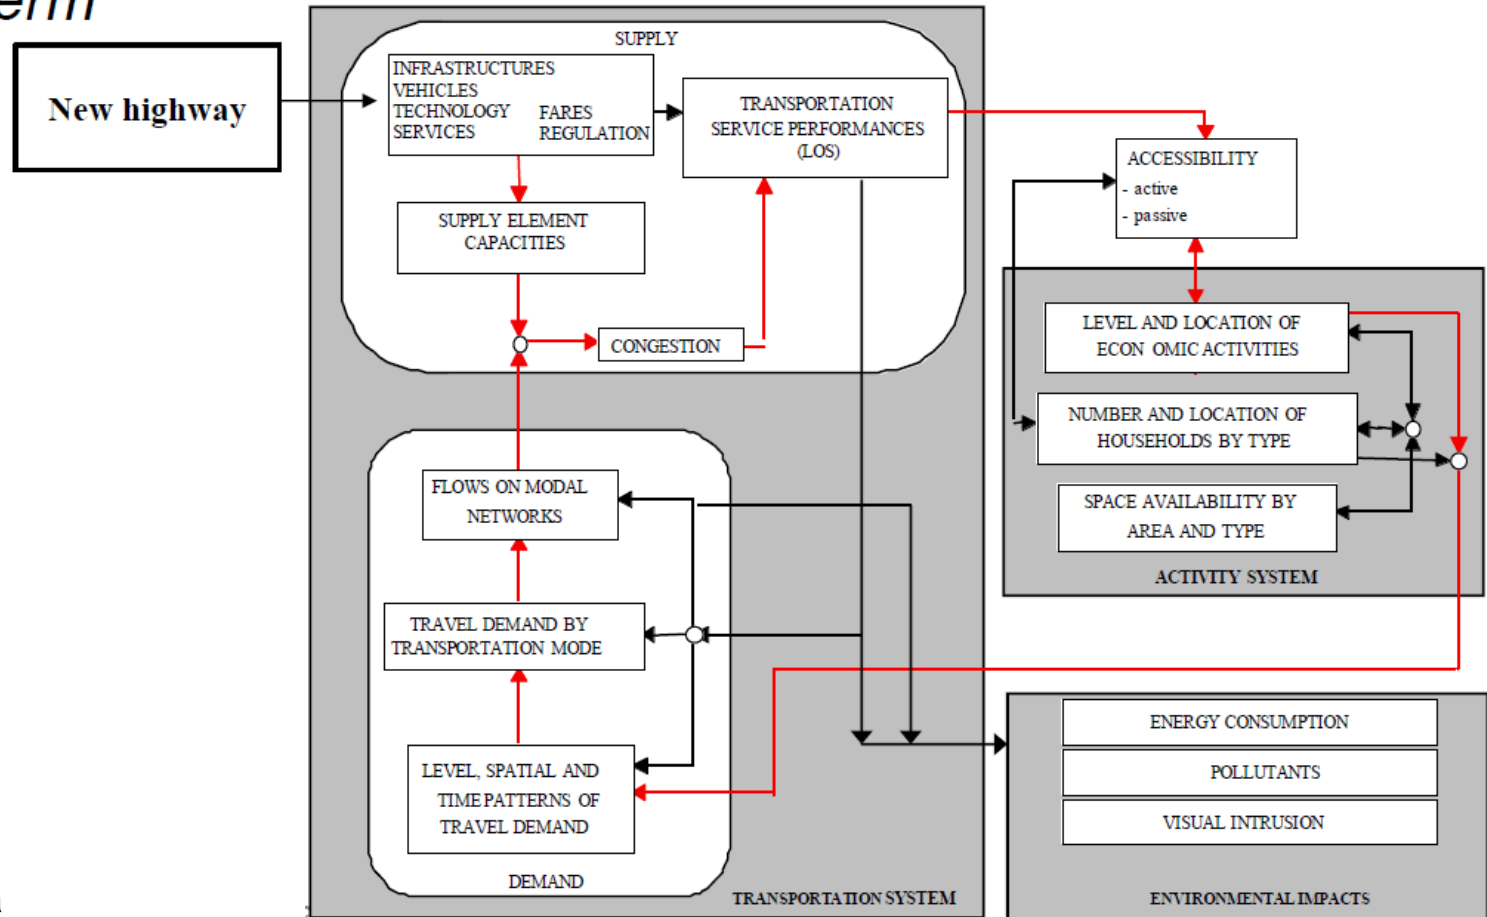 erm
New highway
SUPPLY
INFRASTRUCTURES
VEHICLES
TECHNOLOGY
SERVICES
FARES
REGULATION
TRANSPORTATION
SERVICE PERFORMANCES
(LOS)
SUPPLY ELEMENT
CAPACITIES
CONGESTION
ACCESSIBILITY
- active
- passive
LEVEL AND LOCATION OF
ECON OMIC ACTIVITIES
NUMBER AND LOCATION OF
HOUSEHOLDS BY TYPE
SPACE AVAILABILITY BY
AREA AND TYPE
ACTIVITY SYSTEM
FLOWS ON MODAL
NETWORKS
TRAVEL DEMAND BY
TRANSPORTATION MODE
LEVEL, SPATIAL AND
TIME PATTERNS OF
TRAVEL DEMAND
DEMAND
TRANSPORTATION SYSTEM
ENERGY CONSUMPTION
POLLUTANTS
VISUAL INTRUSION
ENVIRONMENTAL IMPACTS